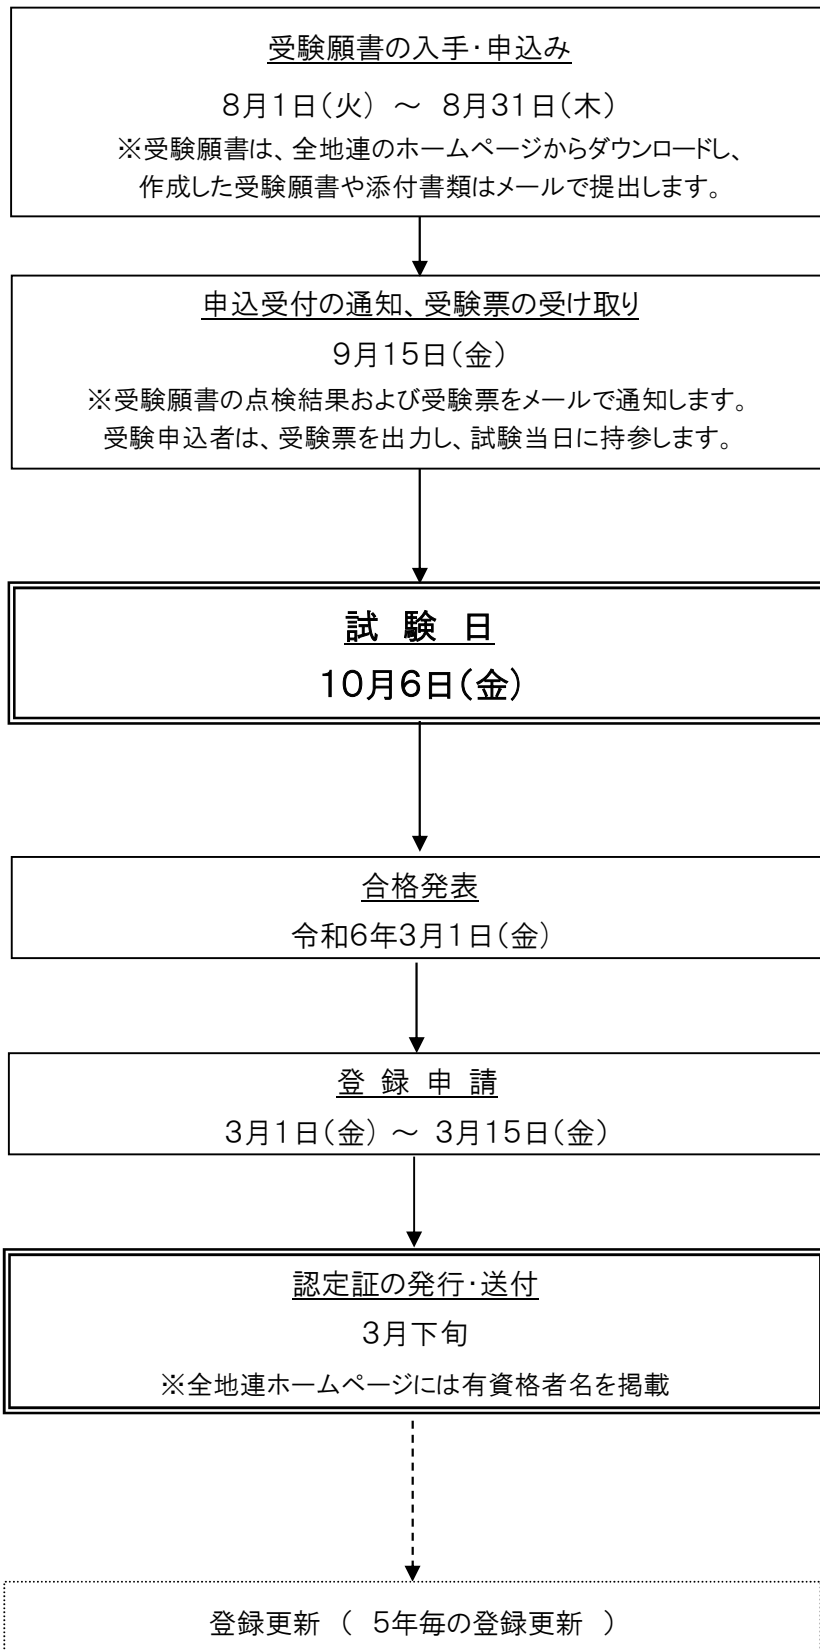 受験願書の入手･申込み
8月1日(火) ～ 8月31日(木)
※受験願書は、全地連のホームページからダウンロードし、
作成した受験願書や添付書類はメールで提出します。
申込受付の通知、受験票の受け取り
9月15日(金)
※受験願書の点検結果および受験票をメールで通知します。
受験申込者は、受験票を出力し、試験当日に持参します。
試　験　日
10月6日(金)
合格発表
令和6年3月1日(金)
登 録 申 請
3月1日(金) ～ 3月15日(金)
認定証の発行･送付
3月下旬
※全地連ホームページには有資格者名を掲載
登録更新 （ 5年毎の登録更新 ）